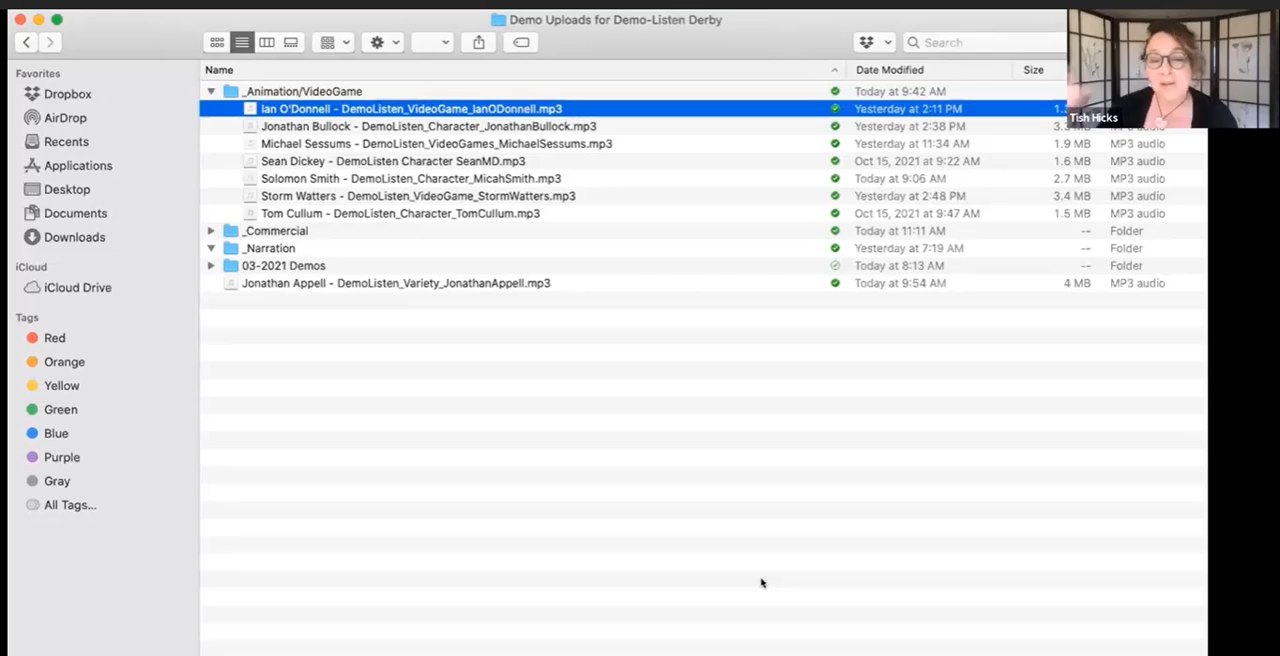 Demo Uploads for Demo-Listen Derby
Search
Favorites
Dropbox
AirDrop
Recents
Applications
Desktop
Documents
Downloads
iCloud
iCloud Drive
Tags
Red
Orange
Yellow
Green
Blue
Purple
Gray
All Tags...
Name Date Modified Size
_Animation/VideoGame Today at 9:42 AM
Ian O'Donnell - DemoListen_VideoGame_IanODonnell.mp3 Yesterday at 2:11 PM
Jonathan Bullock - DemoListen_Character_JonathanBullock.mp3 Yesterday at 2:38 PM
Michael Sessums - DemoListen_VideoGames_MichaelSessums.mp3 Yesterday at 11:34 AM 1.9 MB MP3 audio
Sean Dickey - DemoListen Character SeanMD.mp3 Oct 15, 2021 at 9:22 AM 1.6 MB MP3 audio
Solomon Smith - DemoListen_Character_MicahSmith.mp3 Today at 9:06 AM 2.7 MB MP3 audio
Storm Watters - DemoListen_VideoGame_StormWatters.mp3 Yesterday at 2:48 PM 3.4 MB MP3 audio
Tom Cullum - DemoListen_Character_TomCullum.mp3 Oct 15, 2021 at 9:47 AM 1.5 MB MP3 audio
_Commercial Today at 11:11 AM -- Folder
_Narration Yesterday at 7:19 AM -- Folder
03-2021 Demos Today at 8:13 AM -- Folder
Jonathan Appell - DemoListen_Variety_JonathanAppell.mp3 Today at 9:54 AM 4 MB MP3 audio
Tish Hicks